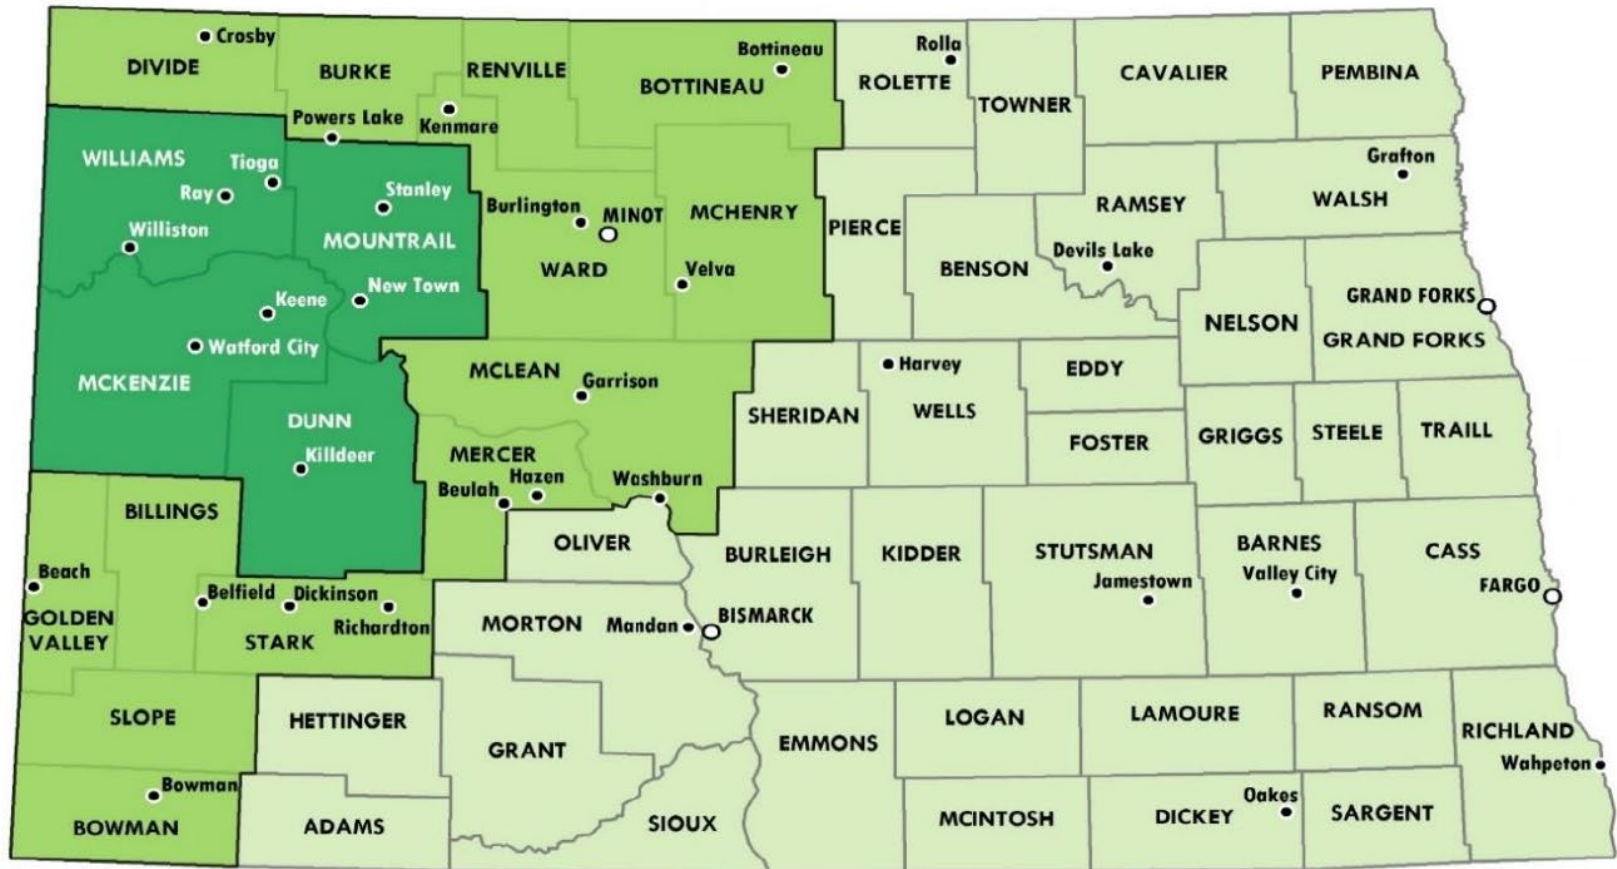 Crosby
DIVIDE
BURKE
RENVILLE
Bottineau
BOTTINEAU
Rolla
ROLETTE
TOWNER
CAVALIER
PEMBINA
Powers Lake
Kenmare
WILLIAMS
Tioga
Ray
Williston
Stanley
MOUNTRAIL
New Town
Burlington
MINOT
WARD
MCHENRY
Velva
PIERCE
BENSON
RAMSEY
Devils Lake
Grafton
WALSH
NELSON
GRAND FORKS
GRAND FORKS
Keene
Watford City
MCKENZIE
DUNN
Killdeer
MCLEAN
Garrison
MERCER
Hazen
Beulah
Washburn
SHERIDAN
Harvey
WELLS
EDDY
FOSTER
GRIGGS
STEELE
TRAILL
BILLINGS
Beach
GOLDEN
VALLEY
Belfield
Dickinson
Richardton
STARK
OLIVER
MORTON
Mandan
BISMARCK
BURLEIGH
KIDDER
STUTSMAN
Jamestown
BARNES
Valley City
CASS
FARGO
SLOPE
HETTINGER
GRANT
Bowman
BOWMAN
ADAMS
SIOUX
EMMONS
LOGAN
LAMOURE
RANSOM
RICHLAND
Wahpeton
MCINTOSH
DICKEY
Oakes
SARGENT